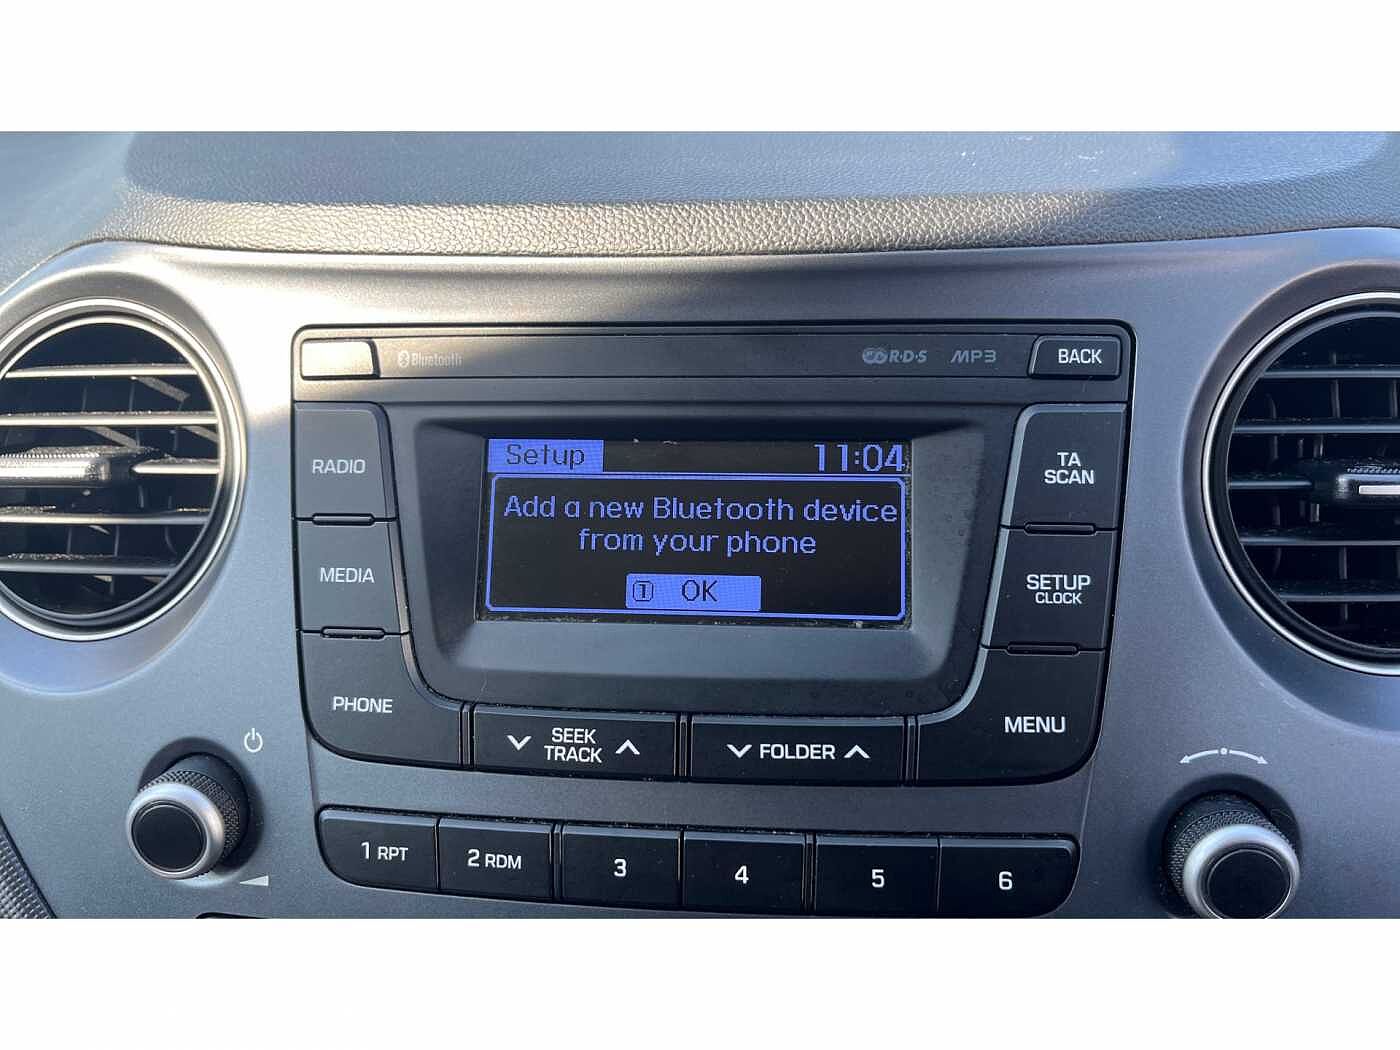 Bluetooth
R·D·S
MP3
BACK
RADIO
MEDIA
PHONE
Setup
11:04
Add a new Bluetooth device
from your phone
1 OK
TA
SCAN
SETUP
CLOCK
MENU
SEEK
TRACK
FOLDER
1 RPT
2 RDM
3
4
5
6